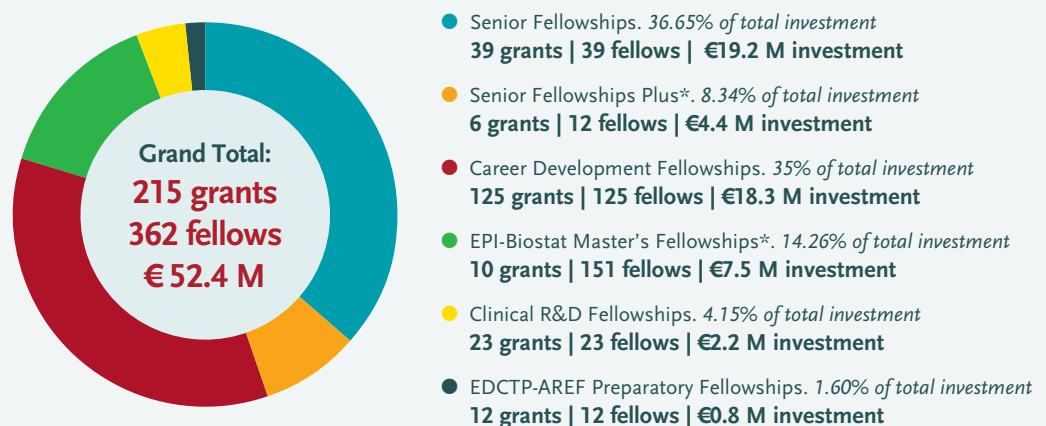 Grand Total:
215 grants
362 fellows
€ 52.4 M
Senior Fellowships. 36.65% of total investment
39 grants | 39 fellows | €19.2 M investment
Senior Fellowships Plus*. 8.34% of total investment
6 grants | 12 fellows | €4.4 M investment
Career Development Fellowships. 35% of total investment
125 grants | 125 fellows | €18.3 M investment
EPI-Biostat Master's Fellowships*. 14.26% of total investment
10 grants | 151 fellows | €7.5 M investment
Clinical R&D Fellowships. 4.15% of total investment
23 grants | 23 fellows | €2.2 M investment
EDCTP-AREF Preparatory Fellowships. 1.60% of total investment
12 grants | 12 fellows | €0.8 M investment